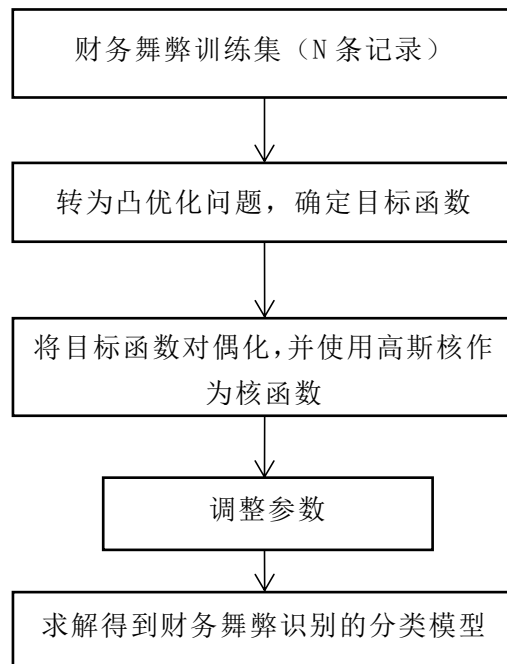 财务舞弊训练集（N 条记录）
转为凸优化问题，确定目标函数
将目标函数对偶化,并使用高斯核作
为核函数
调整参数
求解得到财务舞弊识别的分类模型